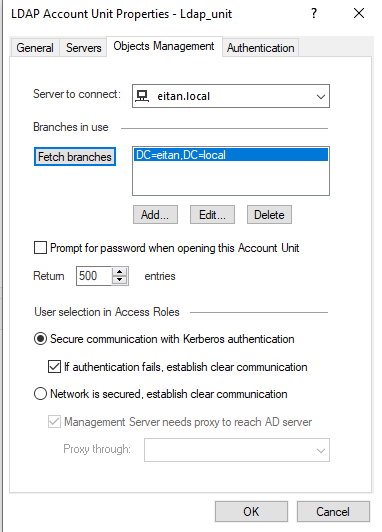 LDAP Account Unit Properties - Ldap_unit ? ×
General Servers Objects Management Authentication
Server to connect: eitan.local
Branches in use
Fetch branches DC=eitan,DC=local
Add... Edit... Delete
Prompt for password when opening this Account Unit
Return 500 entries
User selection in Access Roles
Secure communication with Kerberos authentication
If authentication fails, establish clear communication
Network is secured, establish clear communication
Management Server needs proxy to reach AD server
Proxy through:
OK Cancel